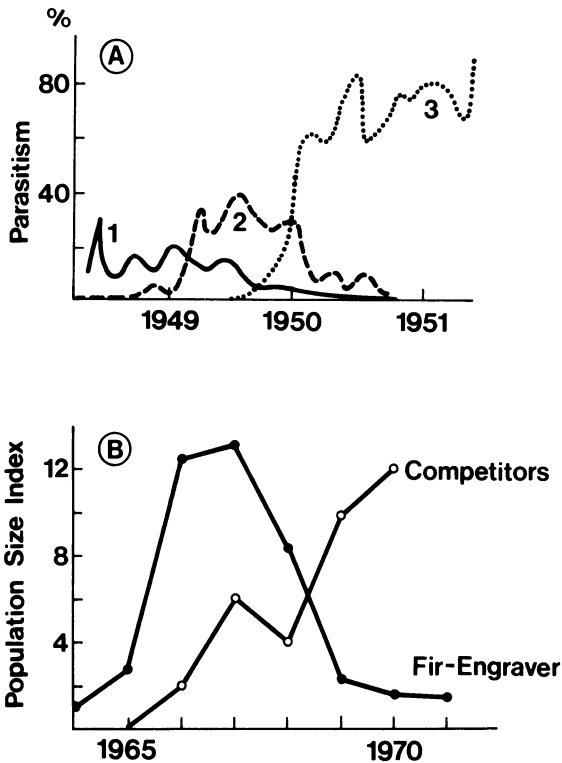 %
A
80
40
Parasitism
1
2
3
1949 1950 1951
B
Population Size Index
12
8
4
Competitors
Fir-Engraver
1965 1970